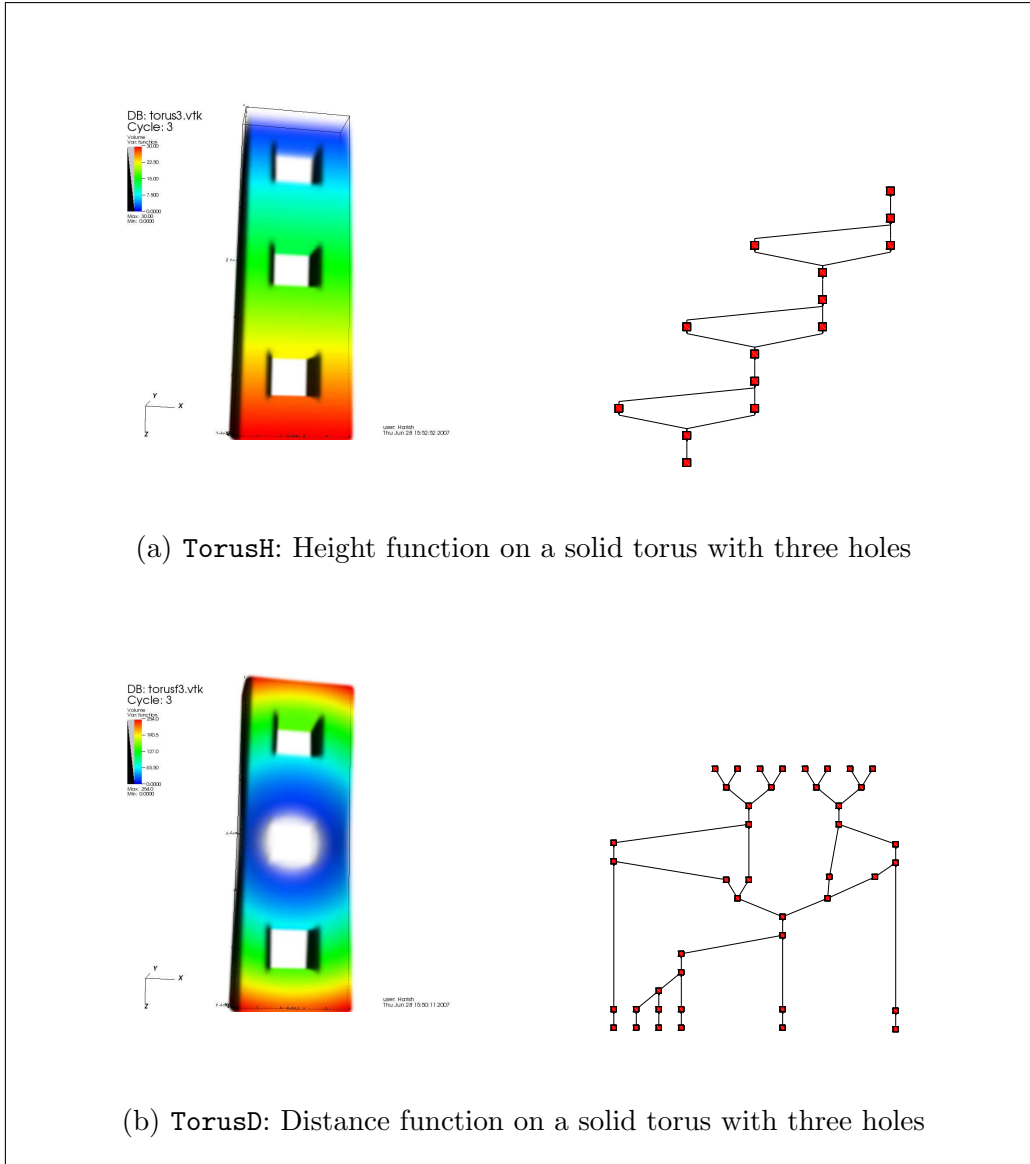 DB: torus3.vtk
Cycle: 3
Volume
Var: function
30.00
22.50
15.00
7.500
0.0000
Max: 30.00
Min: 0.0000
Y
X
Z
user: Harish
Thu Jun 28 15:52:52 2007
(a) TorusH: Height function on a solid torus with three holes
DB: torusf3.vtk
Cycle: 3
Volume
Var: function
254.0
190.5
127.0
63.50
0.0000
Max: 254.0
Min: 0.0000
Y
X
Z
user: Harish
Thu Jun 28 15:50:11 2007
(b) TorusD: Distance function on a solid torus with three holes